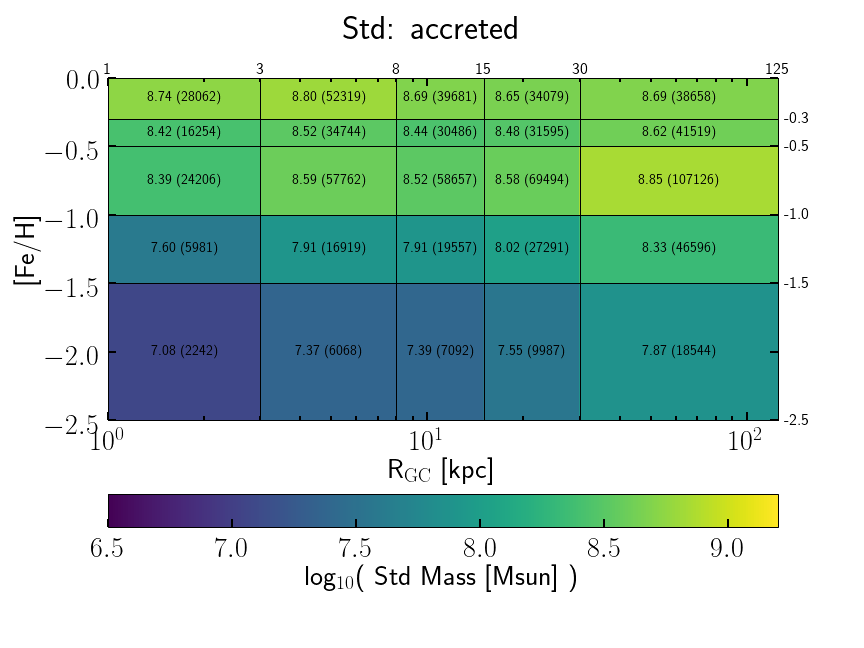 Std: accreted
1 3 8 15 30 125
0.0
8.74 (28062) 8.80 (52319) 8.69 (39681) 8.65 (34079) 8.69 (38658)
-0.3
8.42 (16254) 8.52 (34744) 8.44 (30486) 8.48 (31595) 8.62 (41519)
−0.5 -0.5
8.39 (24206) 8.59 (57762) 8.52 (58657) 8.58 (69494) 8.85 (107126)
−1.0 -1.0
7.60 (5981) 7.91 (16919) 7.91 (19557) 8.02 (27291) 8.33 (46596)
[Fe/H]
−1.5 -1.5
7.08 (2242) 7.37 (6068) 7.39 (7092) 7.55 (9987) 7.87 (18544)
−2.0
−2.5 -2.5
10⁰ 10¹ 10²
R_GC [kpc]
6.5 7.0 7.5 8.0 8.5 9.0
log₁₀( Std Mass [Msun] )